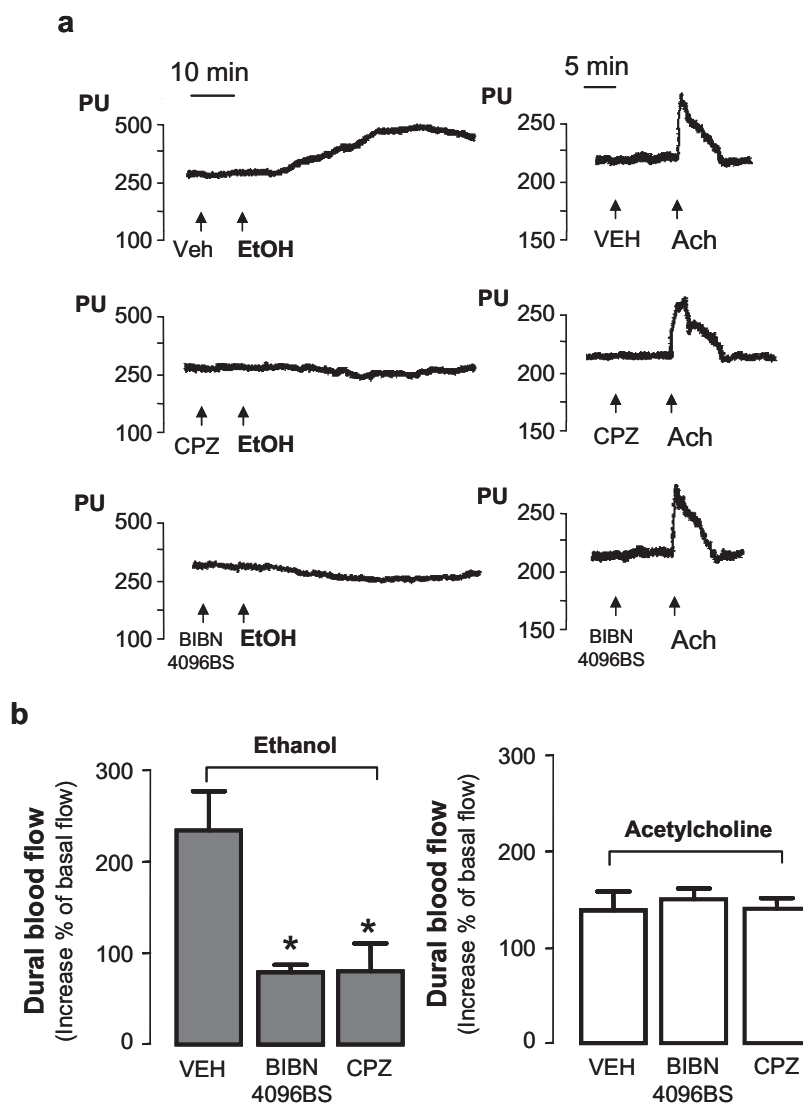 a
10 min
5 min
PU
500
250
100
Veh
EtOH
PU
250
200
150
VEH
Ach
PU
500
250
100
CPZ
EtOH
PU
250
200
150
CPZ
Ach
PU
500
250
100
BIBN
4096BS
EtOH
PU
250
200
150
BIBN
4096BS
Ach
b
Dural blood flow
(Increase % of basal flow)
300
200
100
0
Ethanol
*
*
VEH
BIBN
4096BS
CPZ
Dural blood flow
(Increase % of basal flow)
300
200
100
0
Acetylcholine
VEH
BIBN
4096BS
CPZ